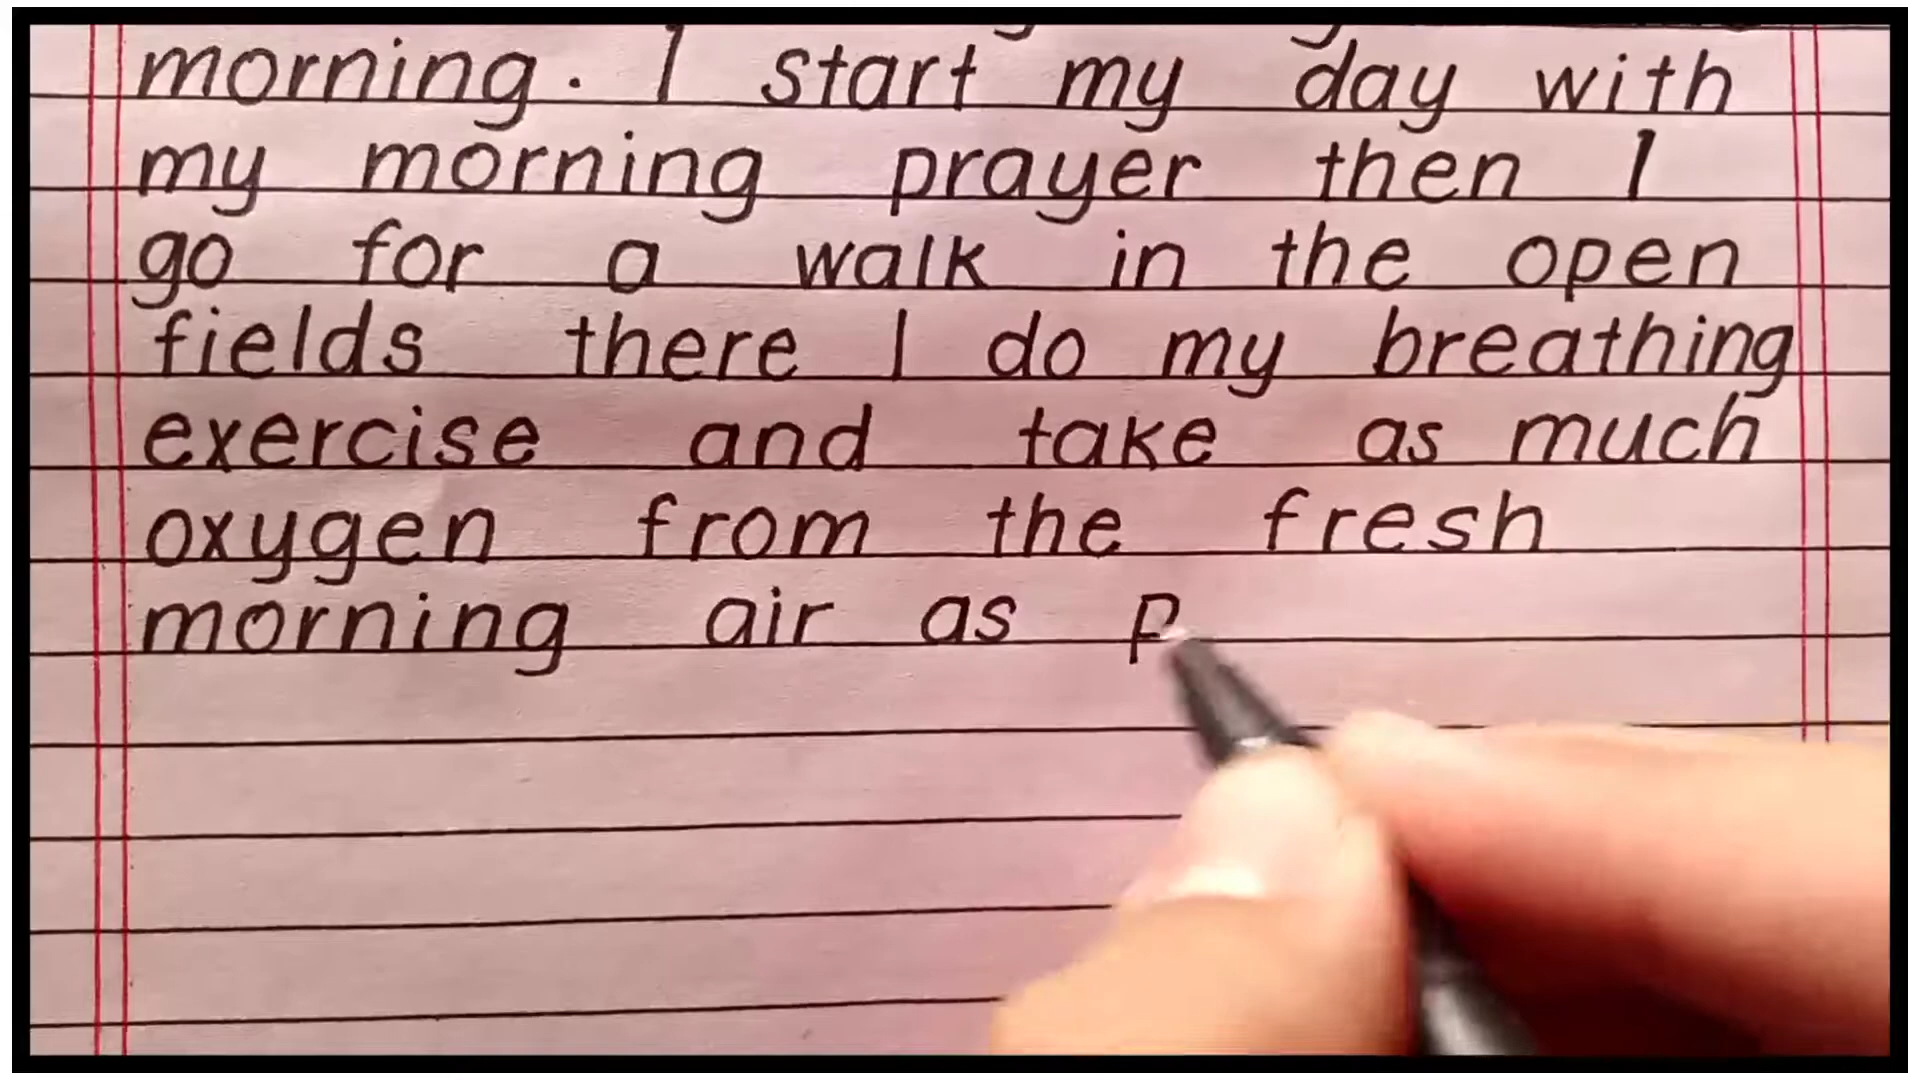 morning. I start my day with
my morning prayer then I
go for a walk in the open
fields there I do my breathing
exercise and take as much
oxygen from the fresh
morning air as p